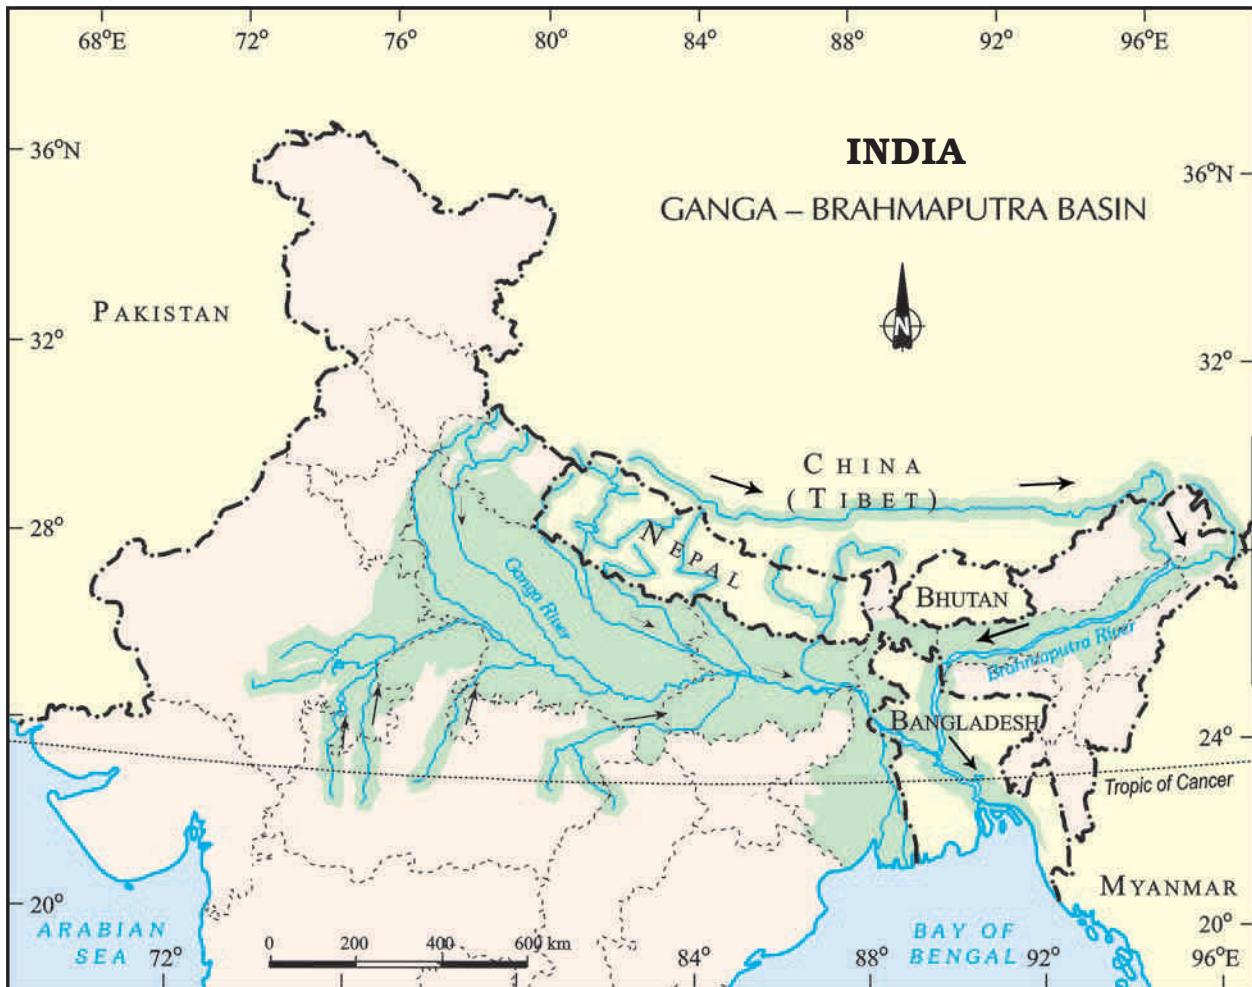 68°E 72° 76° 80° 84° 88° 92° 96°E
36°N
INDIA
36°N
GANGA – BRAHMAPUTRA BASIN
PAKISTAN
N
32°
32°
CHINA
(TIBET)
28°
NEPAL
Ganga River
BHUTAN
Brahmaputra River
BANGLADESH
24°
Tropic of Cancer
MYANMAR
20°
20°
ARABIAN
SEA
BAY OF
BENGAL
0 200 400 600 km
72° 84° 88° 92° 96°E